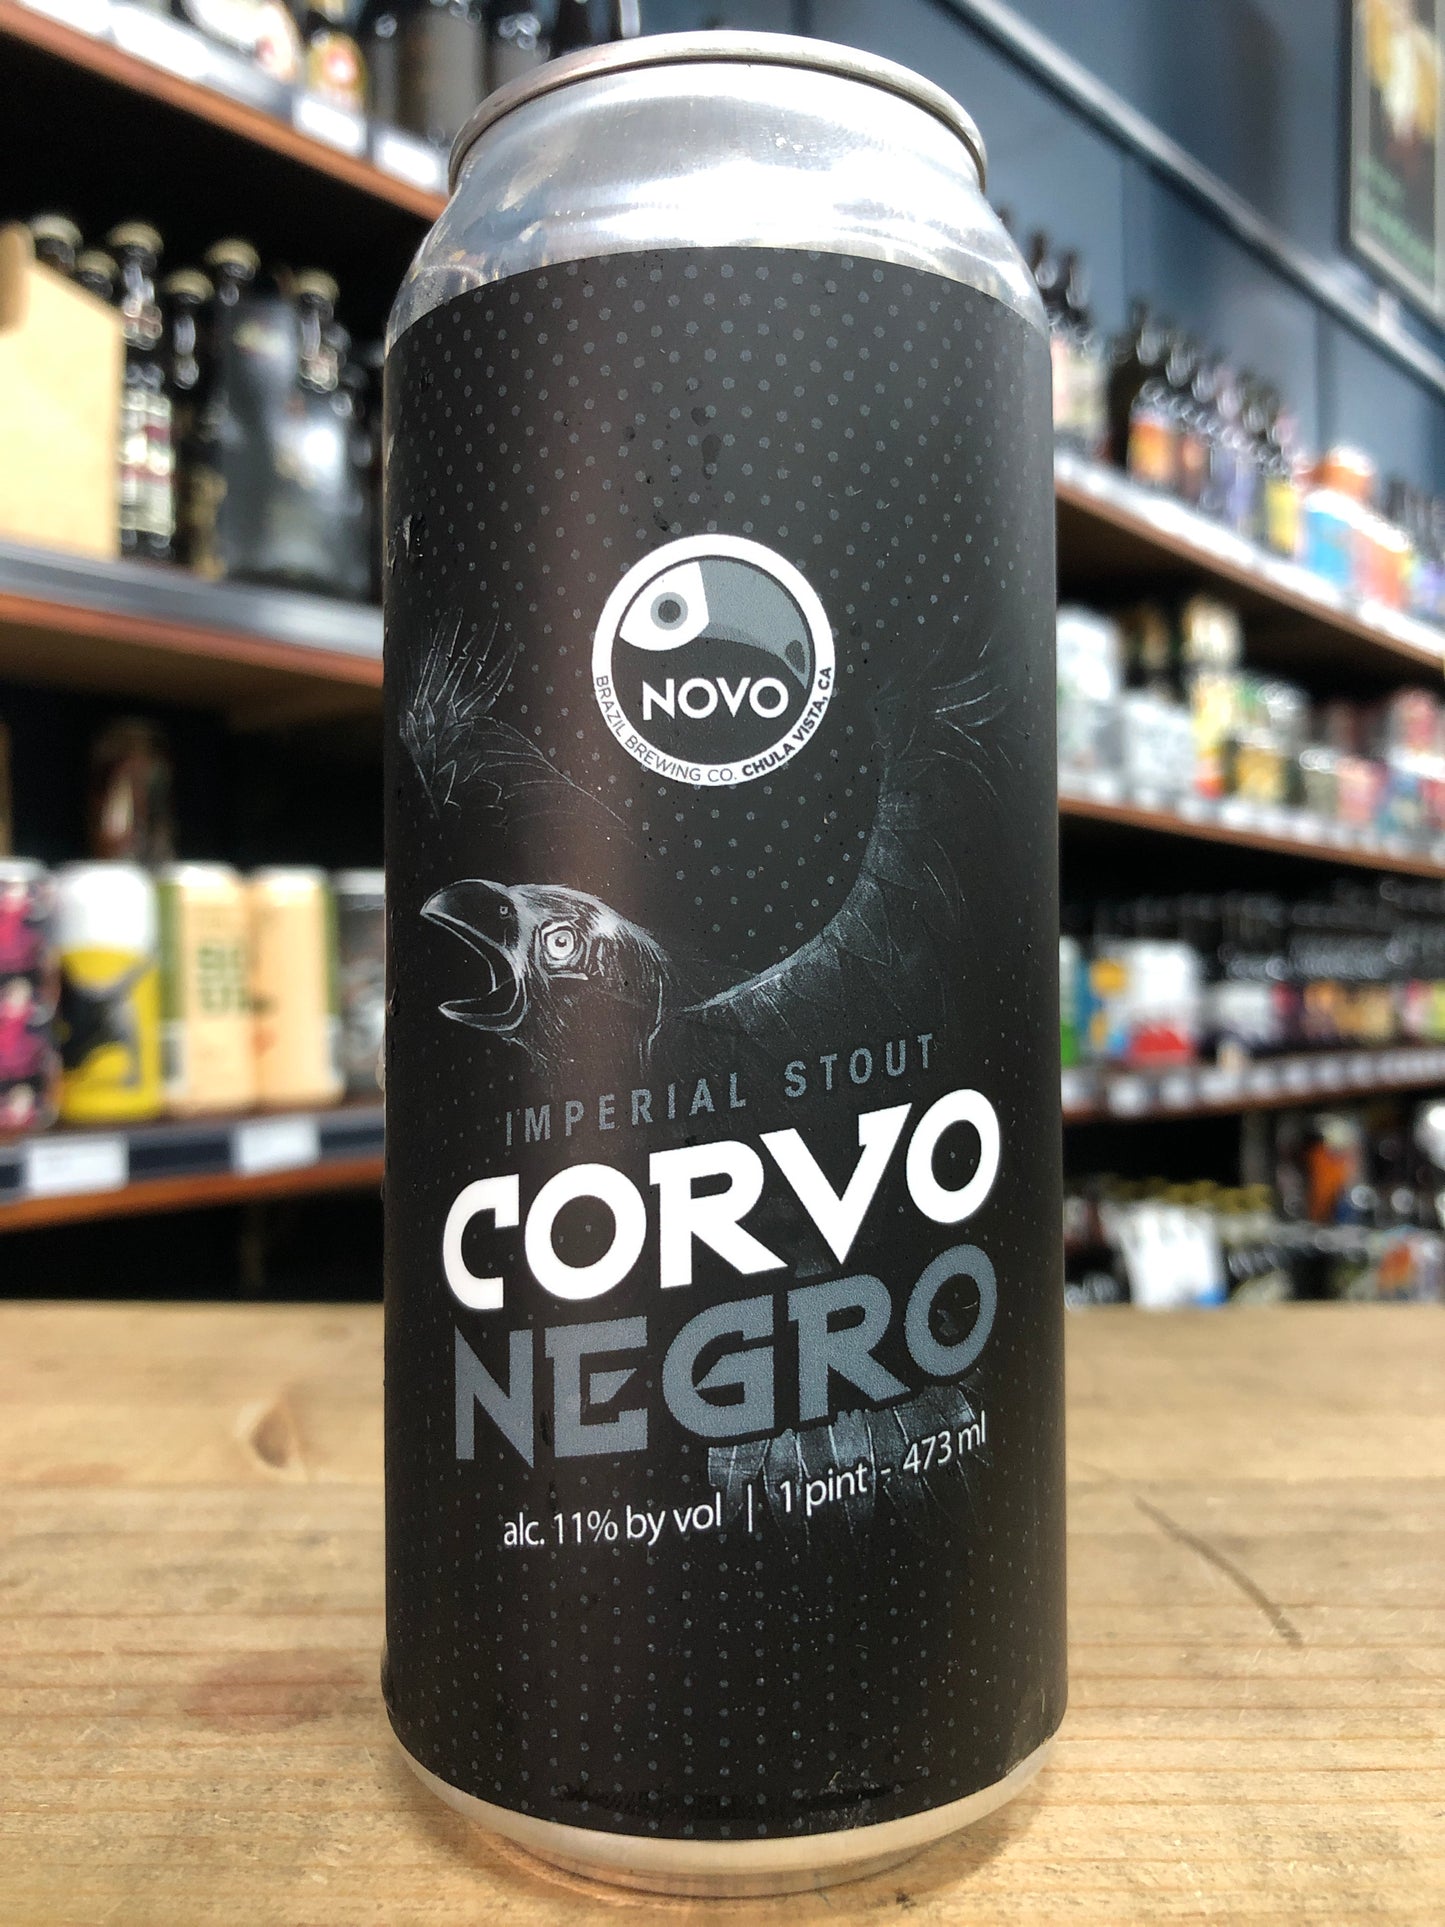 NOVO
BRAZIL BREWING CO. CHULA VISTA, CA
IMPERIAL STOUT
CORVO
NEGRO
alc. 11% by vol | 1 pint - 473 ml